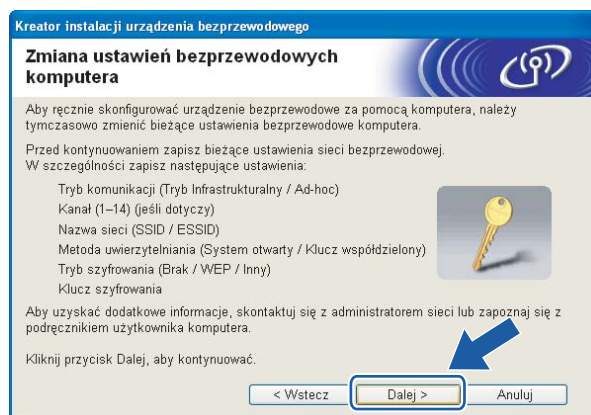 Kreator instalacji urządzenia bezprzewodowego
Zmiana ustawień bezprzewodowych
komputera
Aby ręcznie skonfigurować urządzenie bezprzewodowe za pomocą komputera, należy
tymczasowo zmienić bieżące ustawienia bezprzewodowe komputera.
Przed kontynuowaniem zapisz bieżące ustawienia sieci bezprzewodowej.
W szczególności zapisz następujące ustawienia:
Tryb komunikacji (Tryb Infrastrukturalny / Ad-hoc)
Kanał (1–14) (jeśli dotyczy)
Nazwa sieci (SSID / ESSID)
Metoda uwierzytelniania (System otwarty / Klucz współdzielony)
Tryb szyfrowania (Brak / WEP / Inny)
Klucz szyfrowania
Aby uzyskać dodatkowe informacje, skontaktuj się z administratorem sieci lub zapoznaj się z
podręcznikiem użytkownika komputera.
Kliknij przycisk Dalej, aby kontynuować.
< Wstecz Dalej > Anuluj